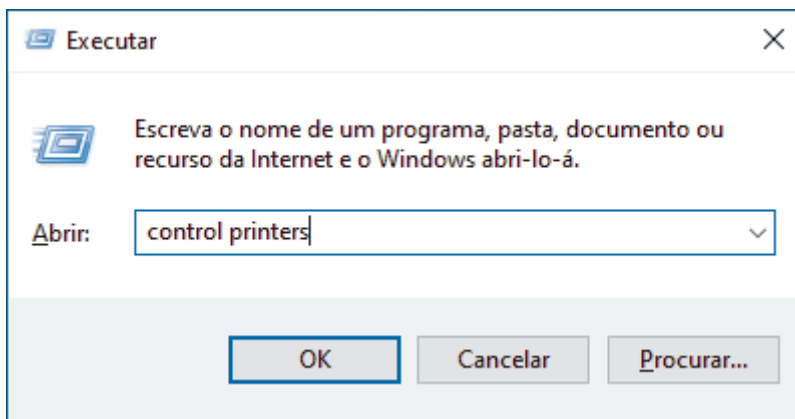 Executar
Escreva o nome de um programa, pasta, documento ou
recurso da Internet e o Windows abri-lo-á.
Abrir: control printers
OK Cancelar Procurar...